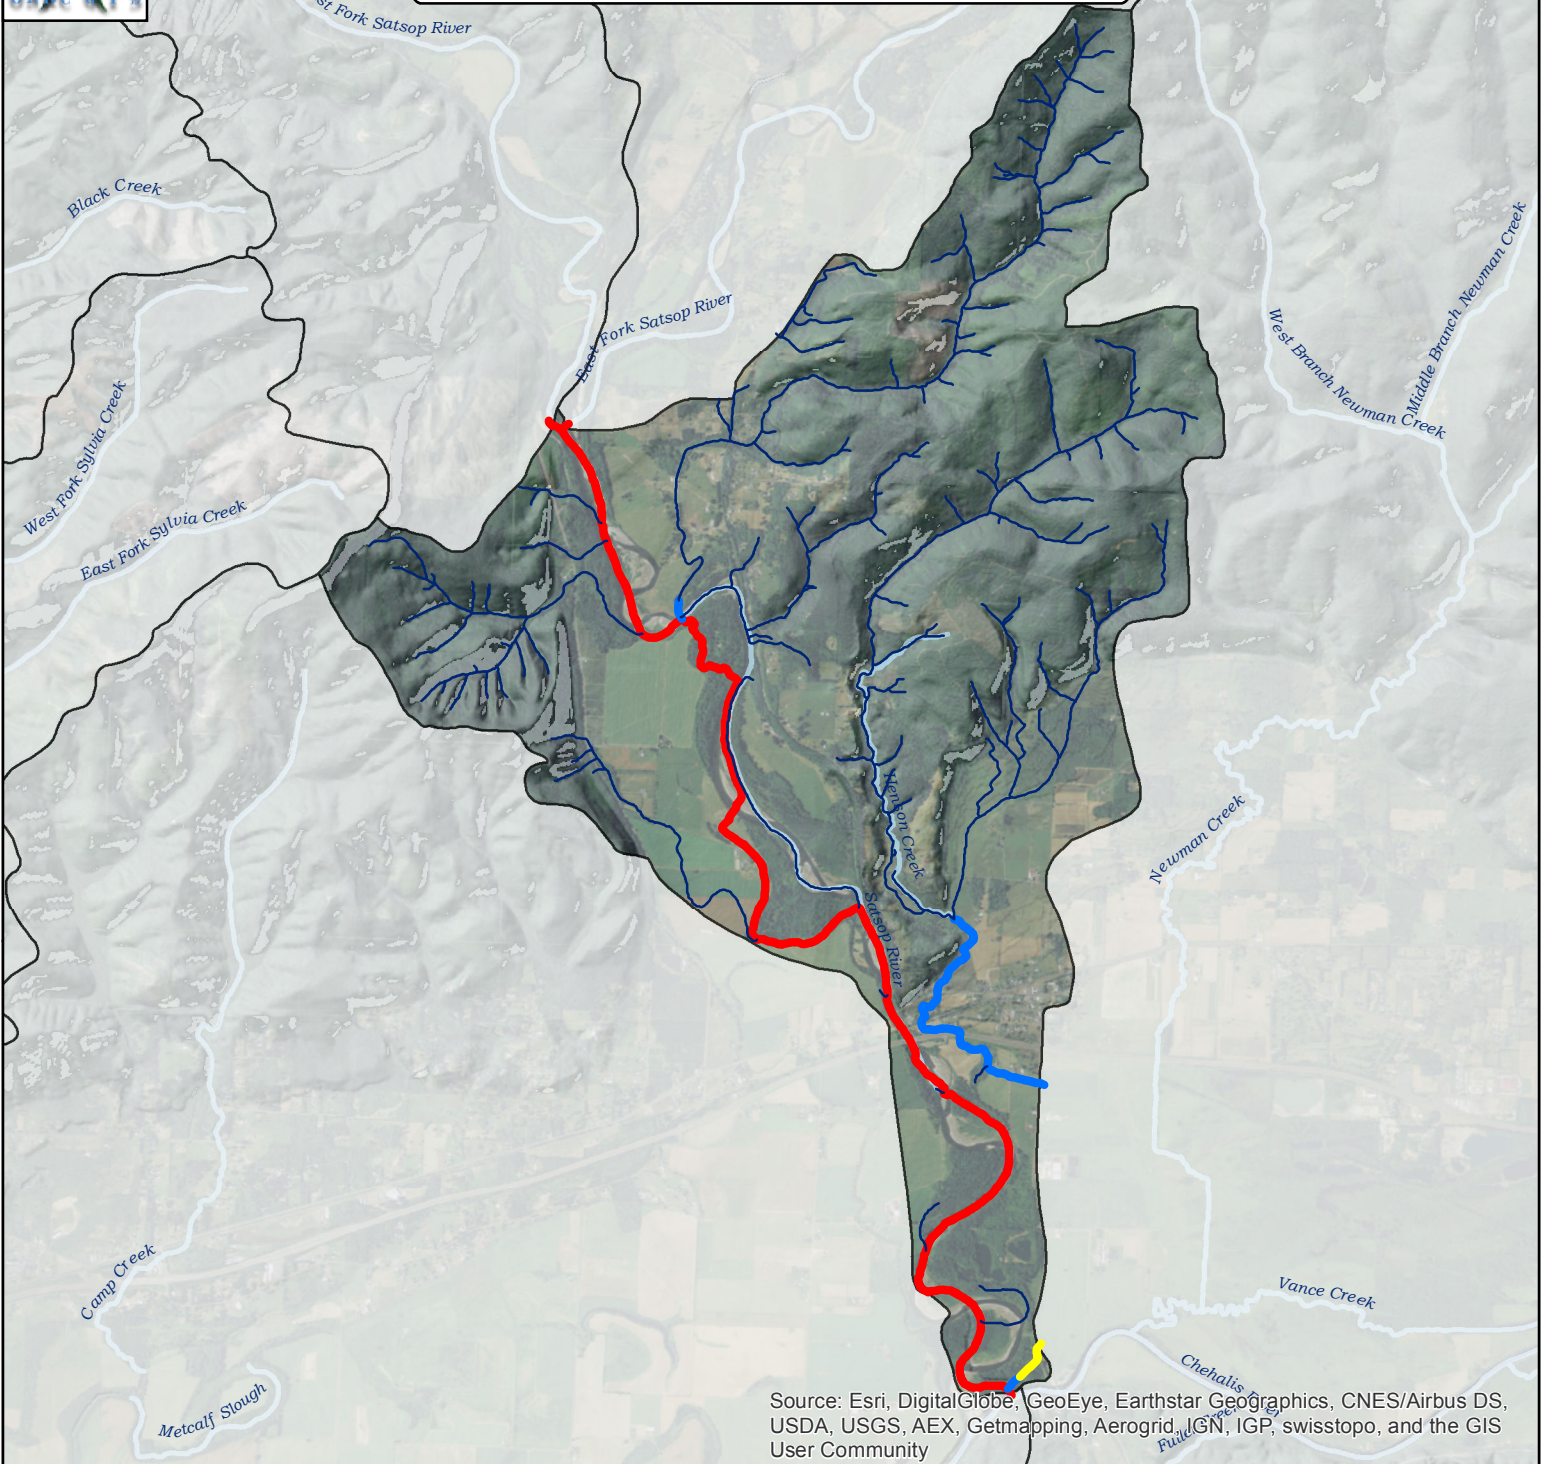 Fork Satsop River
Black Creek
East Fork Satsop River
Middle Branch Newman Creek
West Branch Newman Creek
West Fork Sylvia Creek
East Fork Sylvia Creek
Newman Creek
Henson Creek
Satsop River
Camp Creek
Vance Creek
Chehalis River
Metcalf Slough
Source: Esri, DigitalGlobe, GeoEye, Earthstar Geographics, CNES/Airbus DS,
USDA, USGS, AEX, Getmapping, Aerogrid, IGN, IGP, swisstopo, and the GIS
User Community